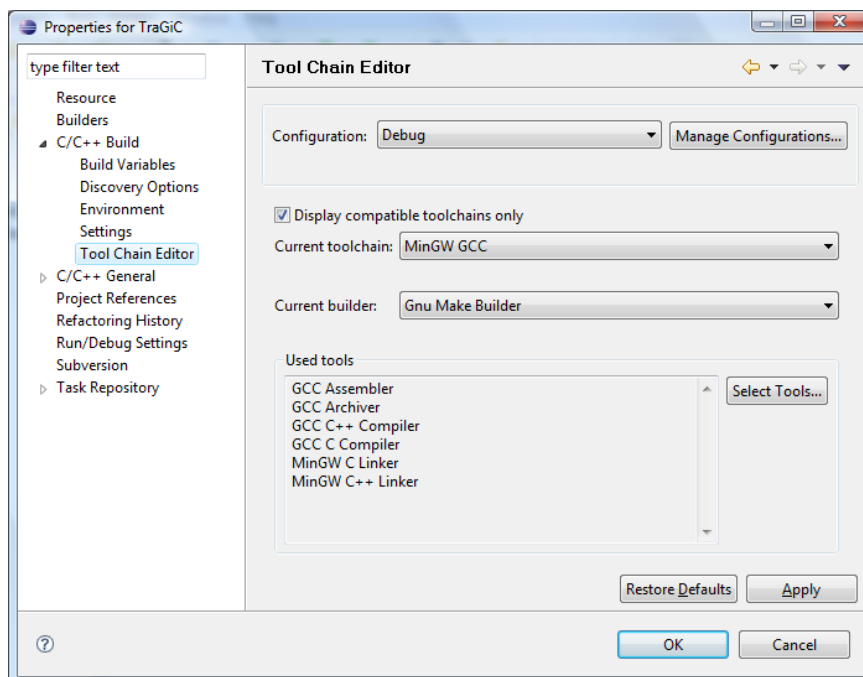 Properties for TraGiC
type filter text
Resource
Builders
C/C++ Build
Build Variables
Discovery Options
Environment
Settings
Tool Chain Editor
C/C++ General
Project References
Refactoring History
Run/Debug Settings
Subversion
Task Repository
Tool Chain Editor
Configuration: Debug Manage Configurations...
Display compatible toolchains only
Current toolchain: MinGW GCC
Current builder: Gnu Make Builder
Used tools
GCC Assembler
GCC Archiver
GCC C++ Compiler
GCC C Compiler
MinGW C Linker
MinGW C++ Linker
Select Tools...
Restore Defaults Apply
OK Cancel